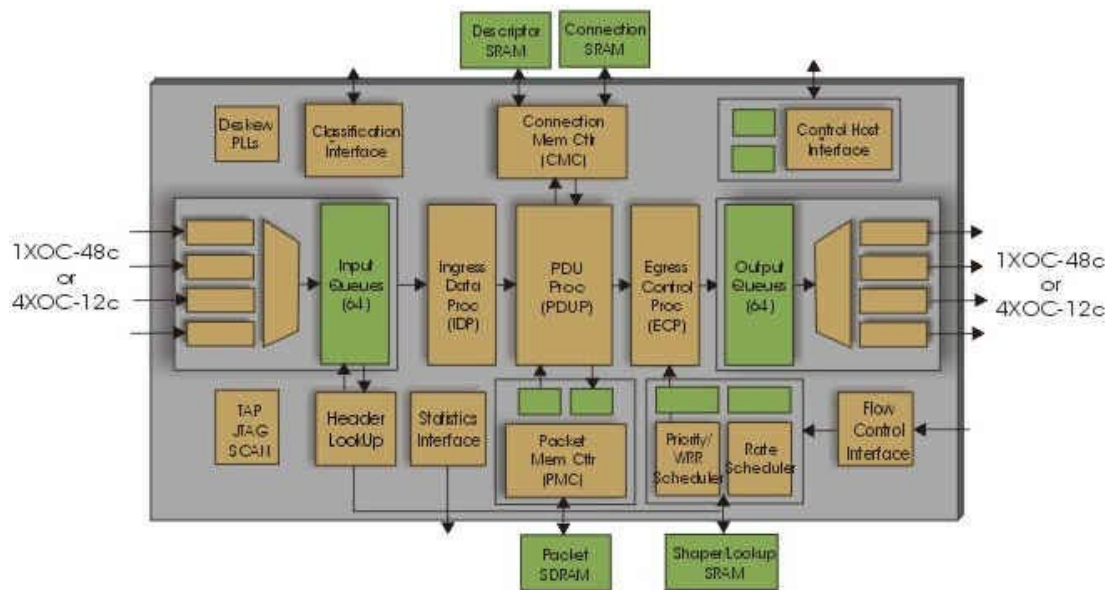 Descriptor
SRAM
Connection
SRAM
Deskew
PLLs
Classification
Interface
Connection
Mem Ctlr
(CMC)
Control Host
Interface
1XOC-48c
or
4XOC-12c
Input
Queues
(64)
Ingress
Data
Proc
(IDP)
PDU
Proc
(PDUP)
Egress
Control
Proc
(ECP)
Output
Queues
(64)
1XOC-48c
or
4XOC-12c
TAP
JTAG
SCAN
Header
LookUp
Statistics
Interface
Packet
Mem Ctlr
(PMC)
Priority/
WRR
Scheduler
Rate
Scheduler
Flow
Control
Interface
Packet
SDRAM
Shaper/Lookup
SRAM